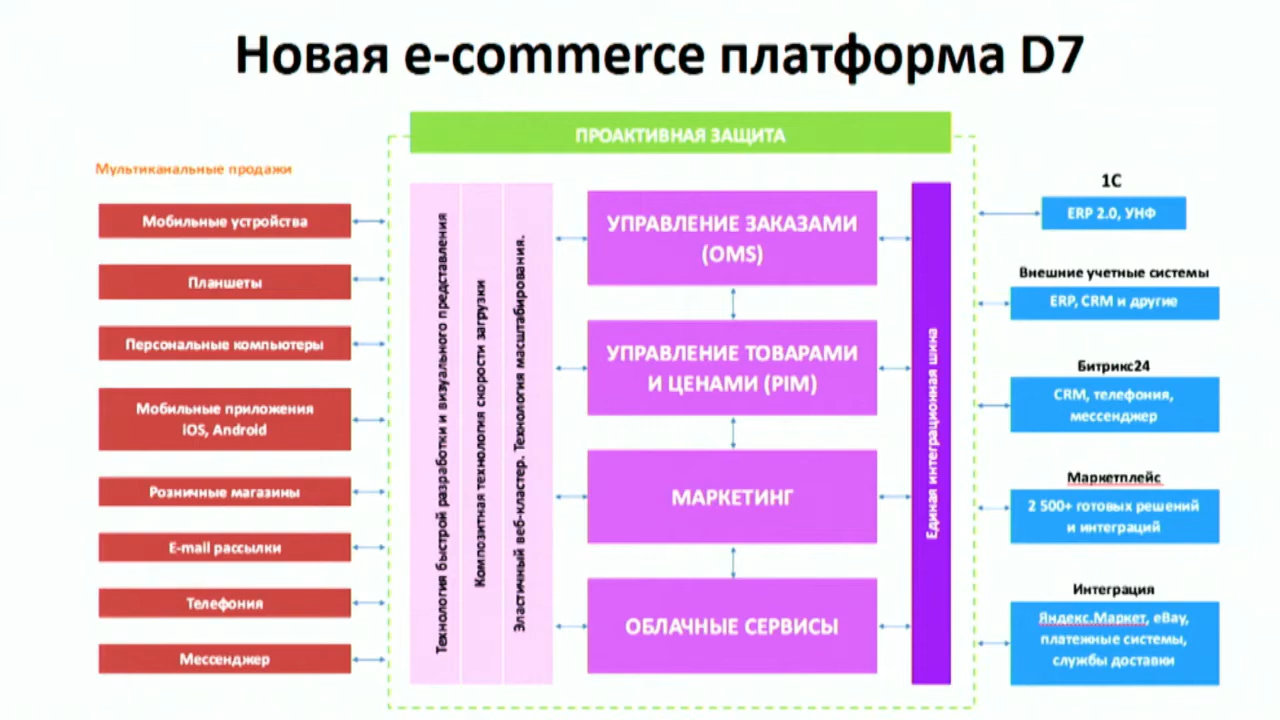 Новая e-commerce платформа D7
ПРОАКТИВНАЯ ЗАЩИТА
Мультиканальные продажи
Мобильные устройства
Планшеты
Персональные компьютеры
Мобильные приложения
iOS, Android
Розничные магазины
E-mail рассылки
Телефония
Мессенджер
Технология быстрой разработки и визуального представления
Композитная технология скорости загрузки
Эластичный веб-кластер. Технология масштабирования.
УПРАВЛЕНИЕ ЗАКАЗАМИ
(OMS)
УПРАВЛЕНИЕ ТОВАРАМИ
И ЦЕНАМИ (PIM)
МАРКЕТИНГ
ОБЛАЧНЫЕ СЕРВИСЫ
Единая интеграционная шина
1С
ERP 2.0, УНФ
Внешние учетные системы
ERP, CRM и другие
Битрикс24
CRM, телефония,
мессенджер
Маркетплейс
2 500+ готовых решений
и интеграций
Интеграция
Яндекс.Маркет, eBay,
платежные системы,
службы доставки